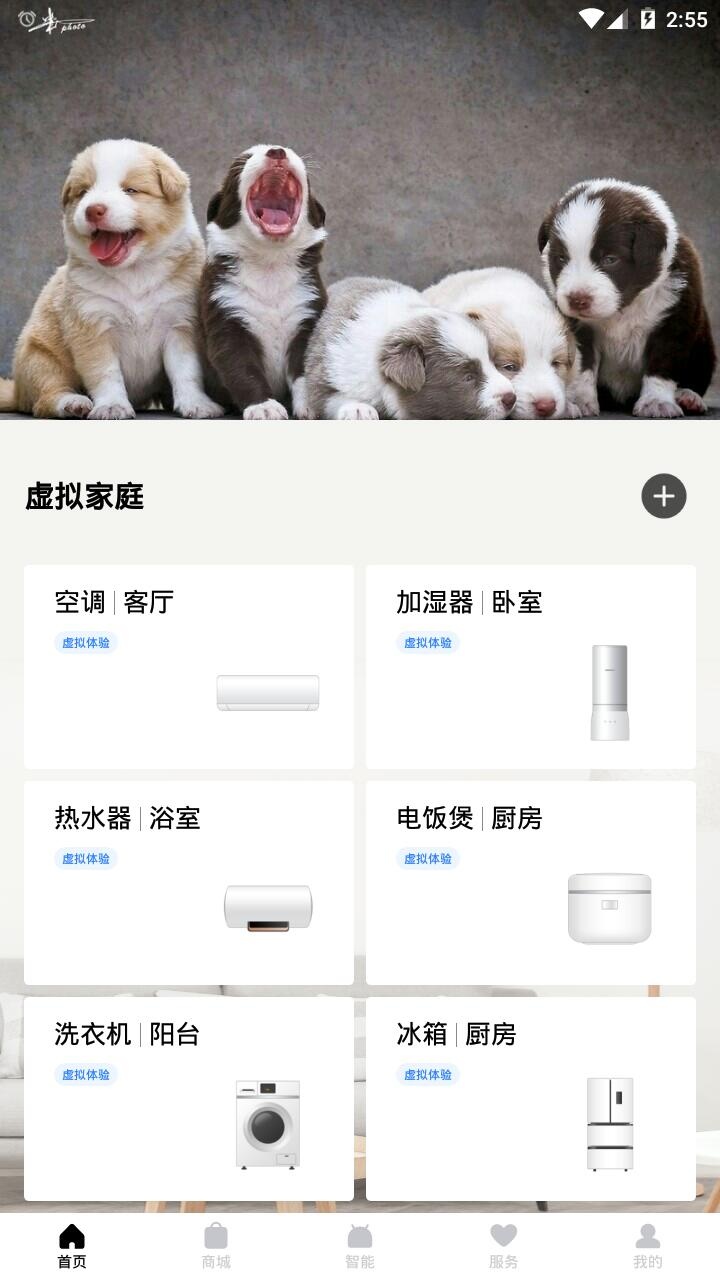 photo
2:55
虚拟家庭
空调|客厅
加湿器|卧室
虚拟体验
虚拟体验
热水器|浴室
电饭煲|厨房
虚拟体验
虚拟体验
洗衣机|阳台
冰箱|厨房
虚拟体验
虚拟体验
首页
商城
智能
服务
我的